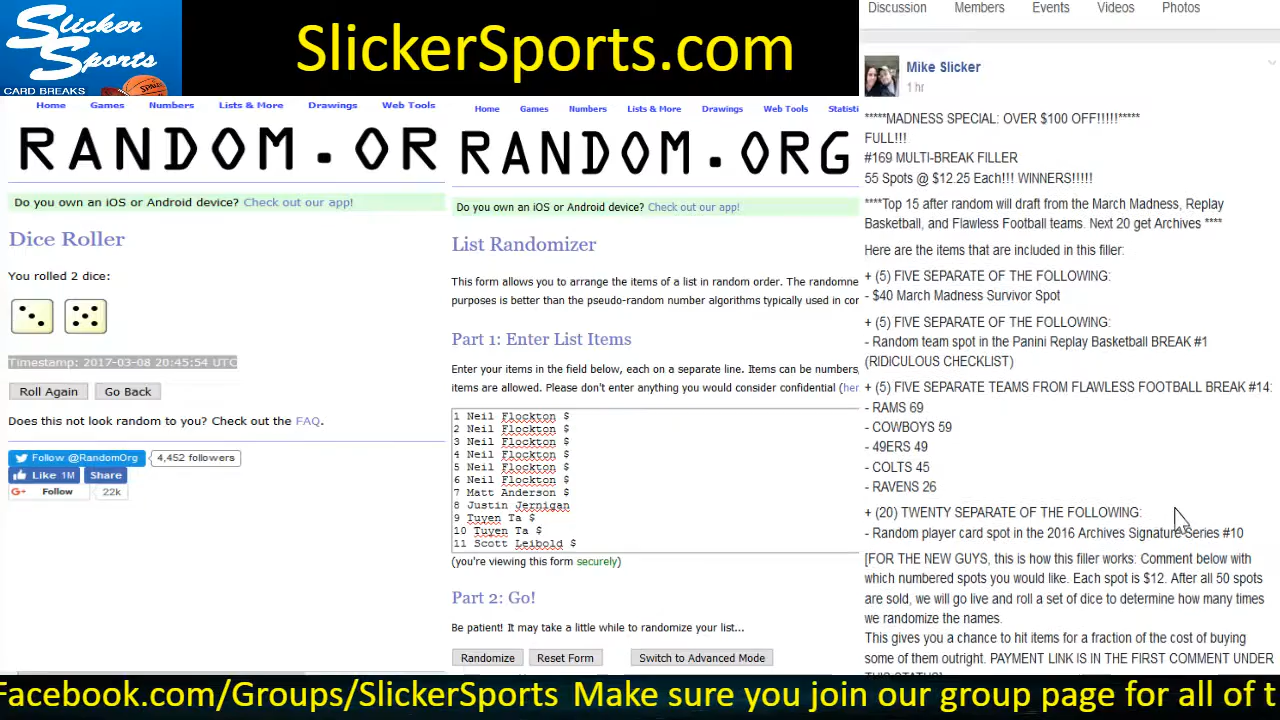 Slicker
Sports
CARD BREAKS
SlickerSports.com
Home Games Numbers Lists & More Drawings Web Tools
RANDOM.OR
Do you own an iOS or Android device? Check out our app!
Dice Roller
You rolled 2 dice:
Timestamp: 2017-03-08 20:45:54 UTC
Roll Again Go Back
Does this not look random to you? Check out the FAQ.
Follow @RandomOrg 4,452 followers
Like 1M Share
G+ Follow 22k
Home Games Numbers Lists & More Drawings Web Tools Statisti
RANDOM.ORG
Do you own an iOS or Android device? Check out our app!
List Randomizer
This form allows you to arrange the items of a list in random order. The randomne
purposes is better than the pseudo-random number algorithms typically used in cor
Part 1: Enter List Items
Enter your items in the field below, each on a separate line. Items can be numbers,
items are allowed. Please don't enter anything you would consider confidential (her
1 Neil Flockton $
2 Neil Flockton $
3 Neil Flockton $
4 Neil Flockton $
5 Neil Flockton $
6 Neil Flockton $
7 Matt Anderson $
8 Justin Jernigan
9 Tuyen Ta $
10 Tuyen Ta $
11 Scott Leibold $
(you're viewing this form securely)
Part 2: Go!
Be patient! It may take a little while to randomize your list...
Randomize Reset Form Switch to Advanced Mode
Discussion Members Events Videos Photos
Mike Slicker
1 hr
*****MADNESS SPECIAL: OVER $100 OFF!!!!!*****
FULL!!!
#169 MULTI-BREAK FILLER
55 Spots @ $12.25 Each!!! WINNERS!!!!!
****Top 15 after random will draft from the March Madness, Replay
Basketball, and Flawless Football teams. Next 20 get Archives ****
Here are the items that are included in this filler:
+ (5) FIVE SEPARATE OF THE FOLLOWING:
- $40 March Madness Survivor Spot
+ (5) FIVE SEPARATE OF THE FOLLOWING:
- Random team spot in the Panini Replay Basketball BREAK #1
(RIDICULOUS CHECKLIST)
+ (5) FIVE SEPARATE TEAMS FROM FLAWLESS FOOTBALL BREAK #14:
- RAMS 69
- COWBOYS 59
- 49ERS 49
- COLTS 45
- RAVENS 26
+ (20) TWENTY SEPARATE OF THE FOLLOWING:
- Random player card spot in the 2016 Archives Signature Series #10
[FOR THE NEW GUYS, this is how this filler works: Comment below with
which numbered spots you would like. Each spot is $12. After all 50 spots
are sold, we will go live and roll a set of dice to determine how many times
we randomize the names.
This gives you a chance to hit items for a fraction of the cost of buying
some of them outright. PAYMENT LINK IS IN THE FIRST COMMENT UNDER
THIS STATUS]
Facebook.com/Groups/SlickerSports Make sure you join our group page for all of t